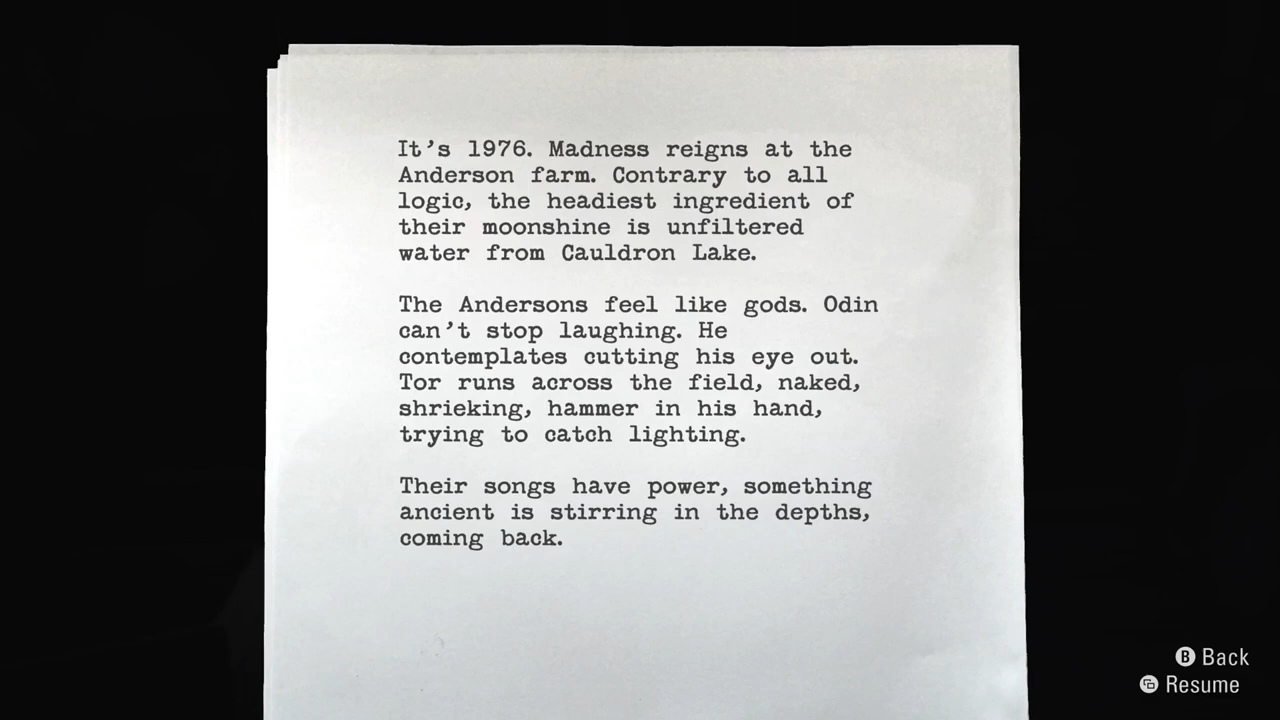 It's 1976. Madness reigns at the
Anderson farm. Contrary to all
logic, the headiest ingredient of
their moonshine is unfiltered
water from Cauldron Lake.
The Andersons feel like gods. Odin
can't stop laughing. He
contemplates cutting his eye out.
Tor runs across the field, naked,
shrieking, hammer in his hand,
trying to catch lighting.
Their songs have power, something
ancient is stirring in the depths,
coming back.
B Back
Resume